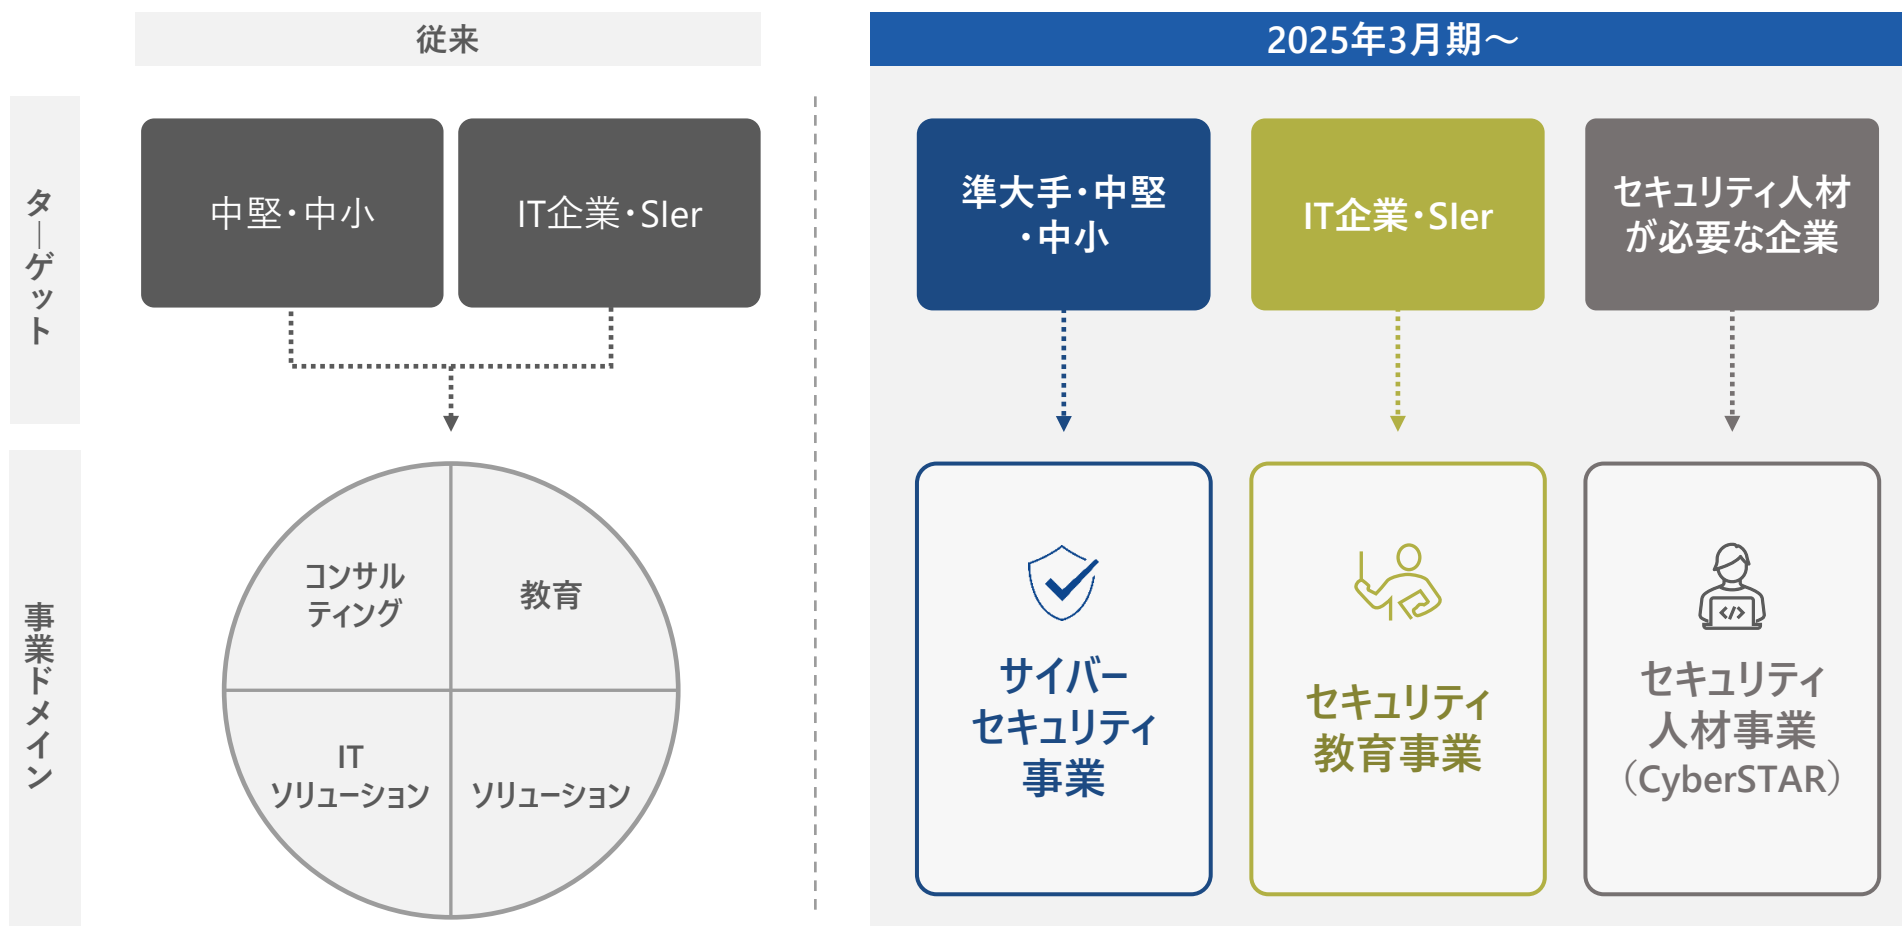 従来
2025年3月期～
ターゲット
中堅・中小
IT企業・SIer
準大手・中堅
・中小
IT企業・SIer
セキュリティ人材
が必要な企業
事業ドメイン
コンサル
ティング
教育
IT
ソリューション
ソリューション
サイバー
セキュリティ
事業
セキュリティ
教育事業
セキュリティ
人材事業
（CyberSTAR）